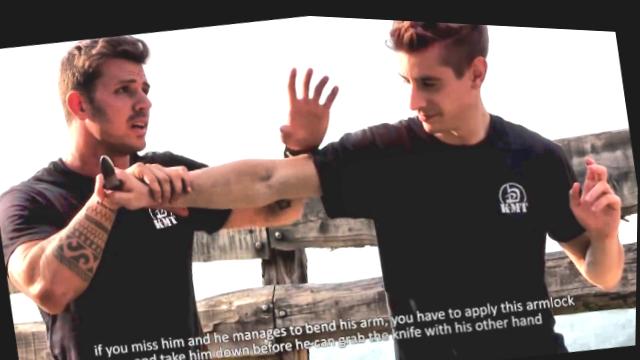 KMT
KMT
if you miss him and he manages to bend his arm, you have to apply this armlock
and take him down before he can grab the knife with his other hand